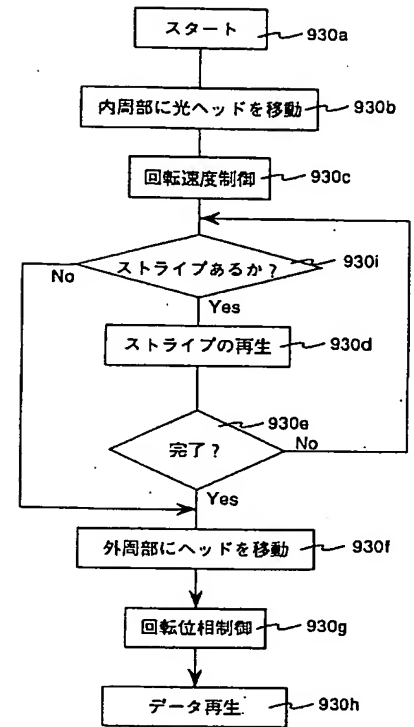 スタート 930a
内周部に光ヘッドを移動 930b
回転速度制御 930c
ストライプあるか? 930i
No
Yes
ストライプの再生 930d
930e
完了? No
Yes
外周部にヘッドを移動 930f
回転位相制御 930g
データ再生 930h